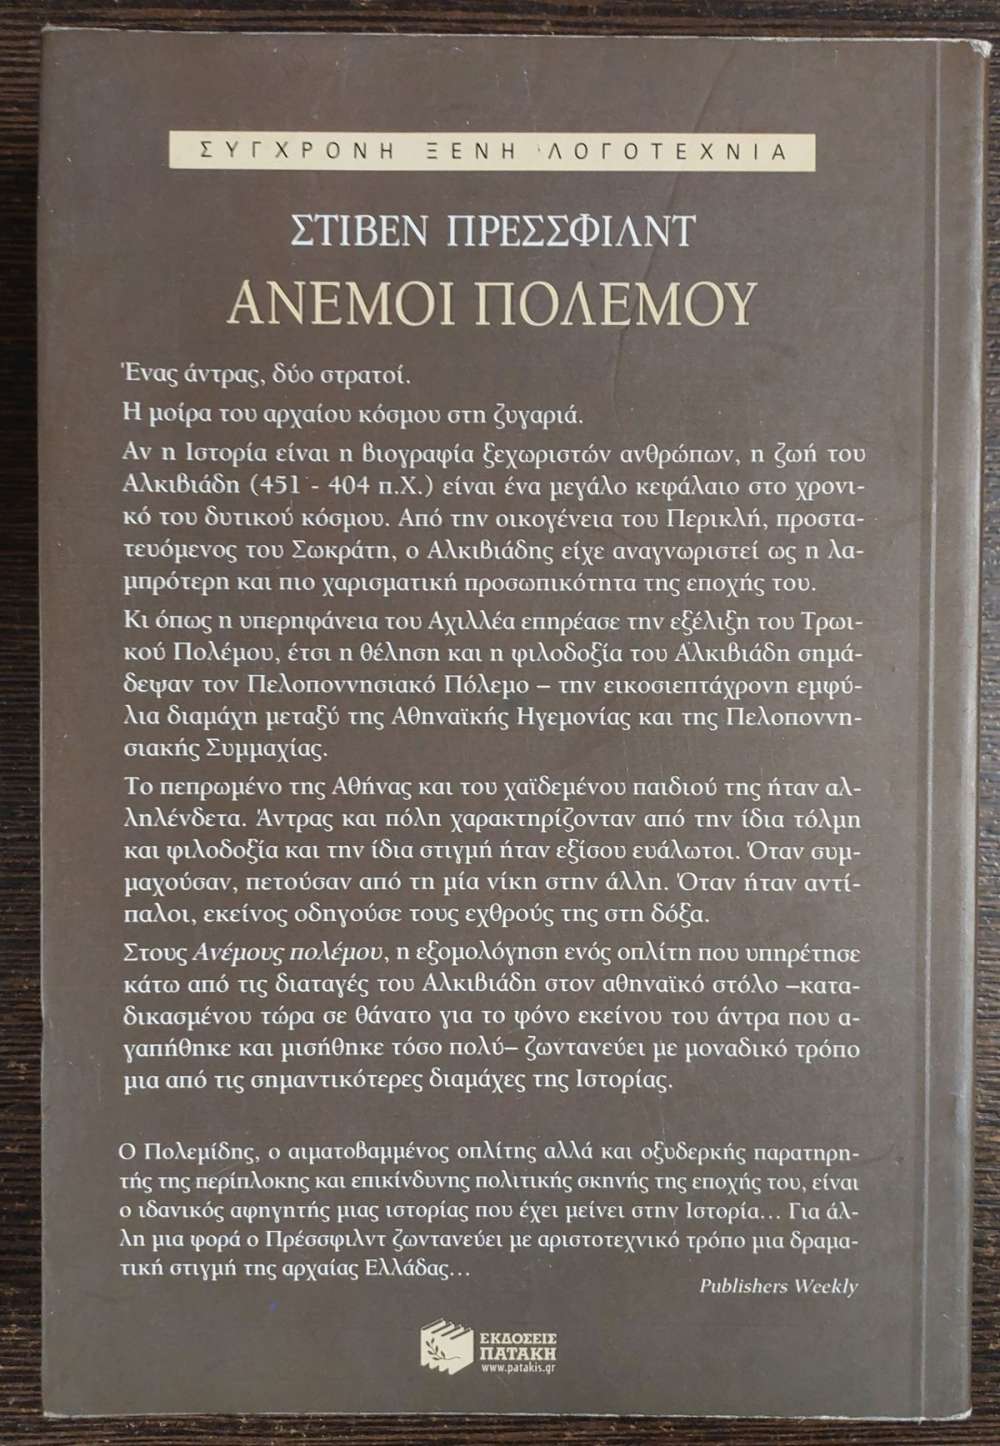 ΣΥΓΧΡΟΝΗ ΞΕΝΗ ΛΟΓΟΤΕΧΝΙΑ
ΣΤΙΒΕΝ ΠΡΕΣΣΦΙΛΝΤ
ΑΝΕΜΟΙ ΠΟΛΕΜΟΥ
Ένας άντρας, δύο στρατοί.
Η μοίρα του αρχαίου κόσμου στη ζυγαριά.
Αν η Ιστορία είναι η βιογραφία ξεχωριστών ανθρώπων, η ζωή του
Αλκιβιάδη (451 - 404 π.Χ.) είναι ένα μεγάλο κεφάλαιο στο χρονι-
κό του δυτικού κόσμου. Από την οικογένεια του Περικλή, προστα-
τευόμενος του Σωκράτη, ο Αλκιβιάδης είχε αναγνωριστεί ως η λα-
μπρότερη και πιο χαρισματική προσωπικότητα της εποχής του.
Κι όπως η υπερηφάνεια του Αχιλλέα επηρέασε την εξέλιξη του Τρωι-
κού Πολέμου, έτσι η θέληση και η φιλοδοξία του Αλκιβιάδη σημά-
δεψαν τον Πελοποννησιακό Πόλεμο – την εικοσιεπτάχρονη εμφύ-
λια διαμάχη μεταξύ της Αθηναϊκής Ηγεμονίας και της Πελοποννη-
σιακής Συμμαχίας.
Το πεπρωμένο της Αθήνας και του χαϊδεμένου παιδιού της ήταν αλ-
ληλένδετα. Άντρας και πόλη χαρακτηρίζονταν από την ίδια τόλμη
και φιλοδοξία και την ίδια στιγμή ήταν εξίσου ευάλωτοι. Όταν συμ-
μαχούσαν, πετούσαν από τη μία νίκη στην άλλη. Όταν ήταν αντί-
παλοι, εκείνος οδηγούσε τους εχθρούς της στη δόξα.
Στους Ανέμους πολέμου, η εξομολόγηση ενός οπλίτη που υπηρέτησε
κάτω από τις διαταγές του Αλκιβιάδη στον αθηναϊκό στόλο –κατα-
δικασμένου τώρα σε θάνατο για το φόνο εκείνου του άντρα που α-
γαπήθηκε και μισήθηκε τόσο πολύ– ζωντανεύει με μοναδικό τρόπο
μια από τις σημαντικότερες διαμάχες της Ιστορίας.
Ο Πολεμίδης, ο αιματοβαμμένος οπλίτης αλλά και οξυδερκής παρατηρη-
τής της περίπλοκης και επικίνδυνης πολιτικής σκηνής της εποχής του, είναι
ο ιδανικός αφηγητής μιας ιστορίας που έχει μείνει στην Ιστορία... Για άλ-
λη μια φορά ο Πρέσσφιλντ ζωντανεύει με αριστοτεχνικό τρόπο μια δραμα-
τική στιγμή της αρχαίας Ελλάδας...
Publishers Weekly
ΕΚΔΟΣΕΙΣ
ΠΑΤΑΚΗ
www.patakis.gr